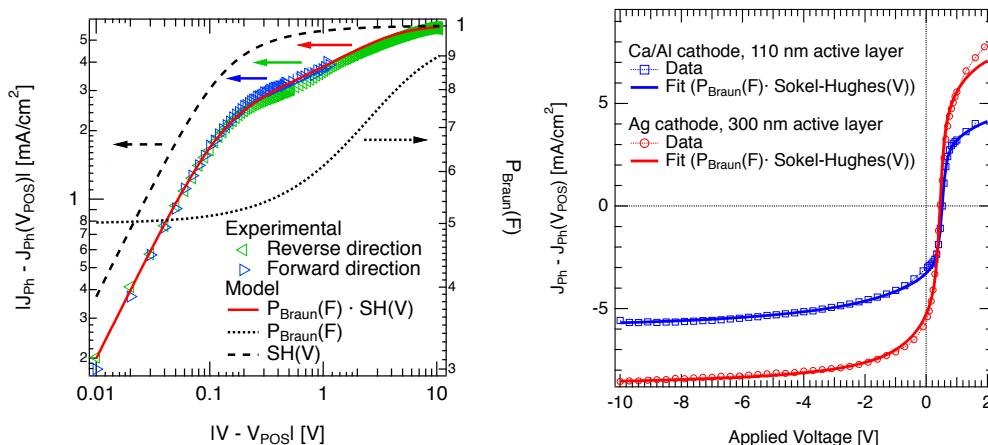 |J_Ph - J_Ph(V_POS)| [mA/cm²]
5
4
3
2
1
8
7
6
5
4
3
2
1
9
8
7
6
5
4
3
P_Braun(F)
Experimental
Reverse direction
Forward direction
Model
P_Braun(F) · SH(V)
P_Braun(F)
SH(V)
0.01
0.1
1
10
|V - V_POS| [V]
J_Ph - J_Ph(V_POS) [mA/cm²]
5
0
-5
Ca/Al cathode, 110 nm active layer
Data
Fit (P_Braun(F)· Sokel-Hughes(V))
Ag cathode, 300 nm active layer
Data
Fit (P_Braun(F)· Sokel-Hughes(V))
-10
-8
-6
-4
-2
0
2
Applied Voltage [V]